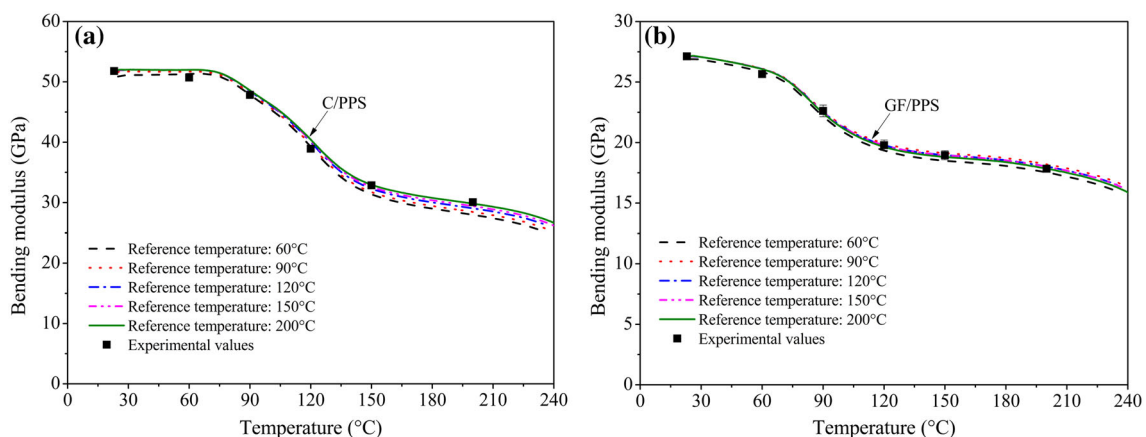 (a)
C/PPS
Bending modulus (GPa)
60
50
40
30
20
10
0
Reference temperature: 60°C
Reference temperature: 90°C
Reference temperature: 120°C
Reference temperature: 150°C
Reference temperature: 200°C
Experimental values
0 30 60 90 120 150 180 210 240
Temperature (°C)
(b)
GF/PPS
Bending modulus (GPa)
30
25
20
15
10
5
0
Reference temperature: 60°C
Reference temperature: 90°C
Reference temperature: 120°C
Reference temperature: 150°C
Reference temperature: 200°C
Experimental values
0 30 60 90 120 150 180 210 240
Temperature (°C)